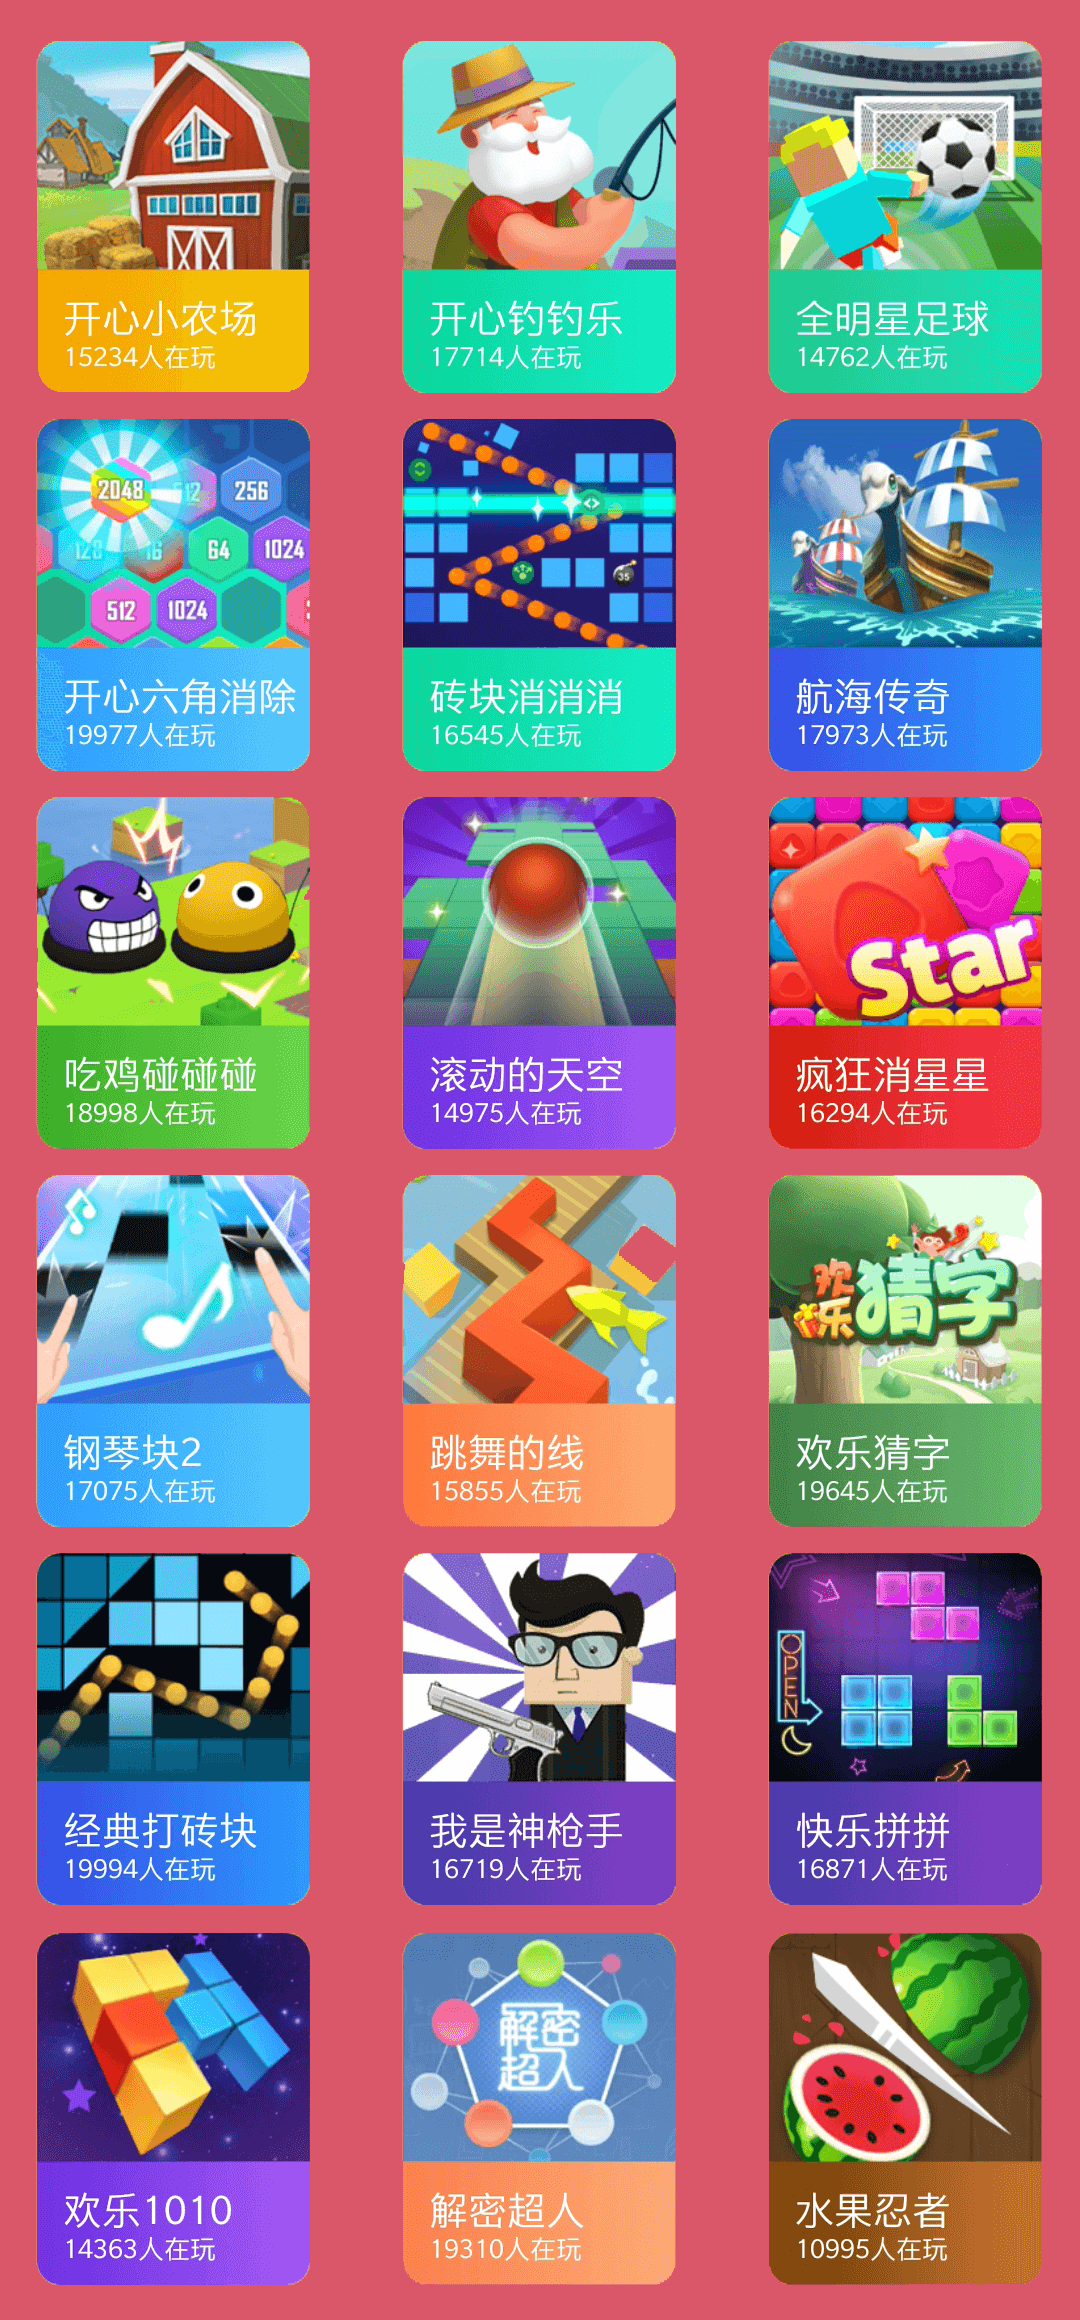 开心小农场
15234人在玩
开心钓钓乐
17714人在玩
全明星足球
14762人在玩
2048
512
256
128
16
64
1024
512
1024
开心六角消除
19977人在玩
35
砖块消消消
16545人在玩
航海传奇
17973人在玩
吃鸡碰碰碰
18998人在玩
滚动的天空
14975人在玩
Star
疯狂消星星
16294人在玩
钢琴块2
17075人在玩
跳舞的线
15855人在玩
欢乐
猜字
欢乐猜字
19645人在玩
经典打砖块
19994人在玩
我是神枪手
16719人在玩
OPEN
快乐拼拼
16871人在玩
欢乐1010
14363人在玩
解密
超人
解密超人
19310人在玩
水果忍者
10995人在玩